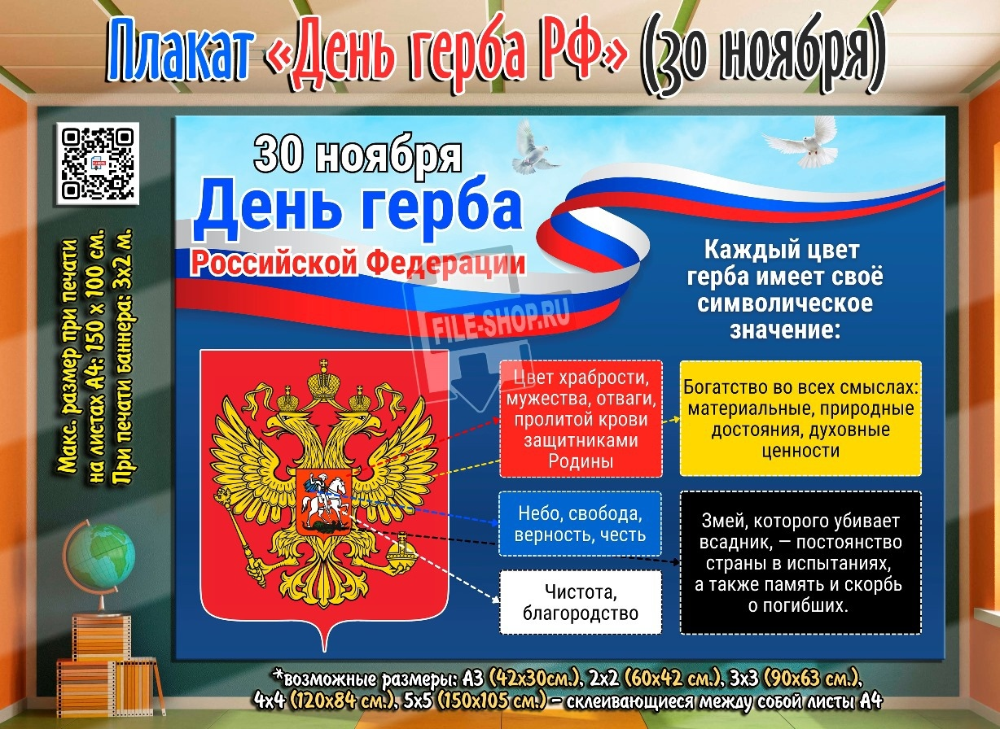 Плакат «День герба РФ» (30 ноября)
30 ноября
День герба
Российской Федерации
FILE-SHOP.RU
Каждый цвет
герба имеет своё
символическое
значение:
Цвет храбрости,
мужества, отваги,
пролитой крови
защитниками
Родины
Богатство во всех смыслах:
материальные, природные
достояния, духовные
ценности
Небо, свобода,
верность, честь
Змей, которого убивает
всадник, — постоянство
страны в испытаниях,
а также память и скорбь
о погибших.
Чистота,
благородство
Макс. размер при печати
на листах А4: 150 х 100 см.
При печати баннера: 3х2 м.
*возможные размеры: А3 (42х30см.), 2х2 (60х42 см.), 3х3 (90х63 см.),
4х4 (120х84 см.), 5х5 (150х105 см.) – склеивающиеся между собой листы А4